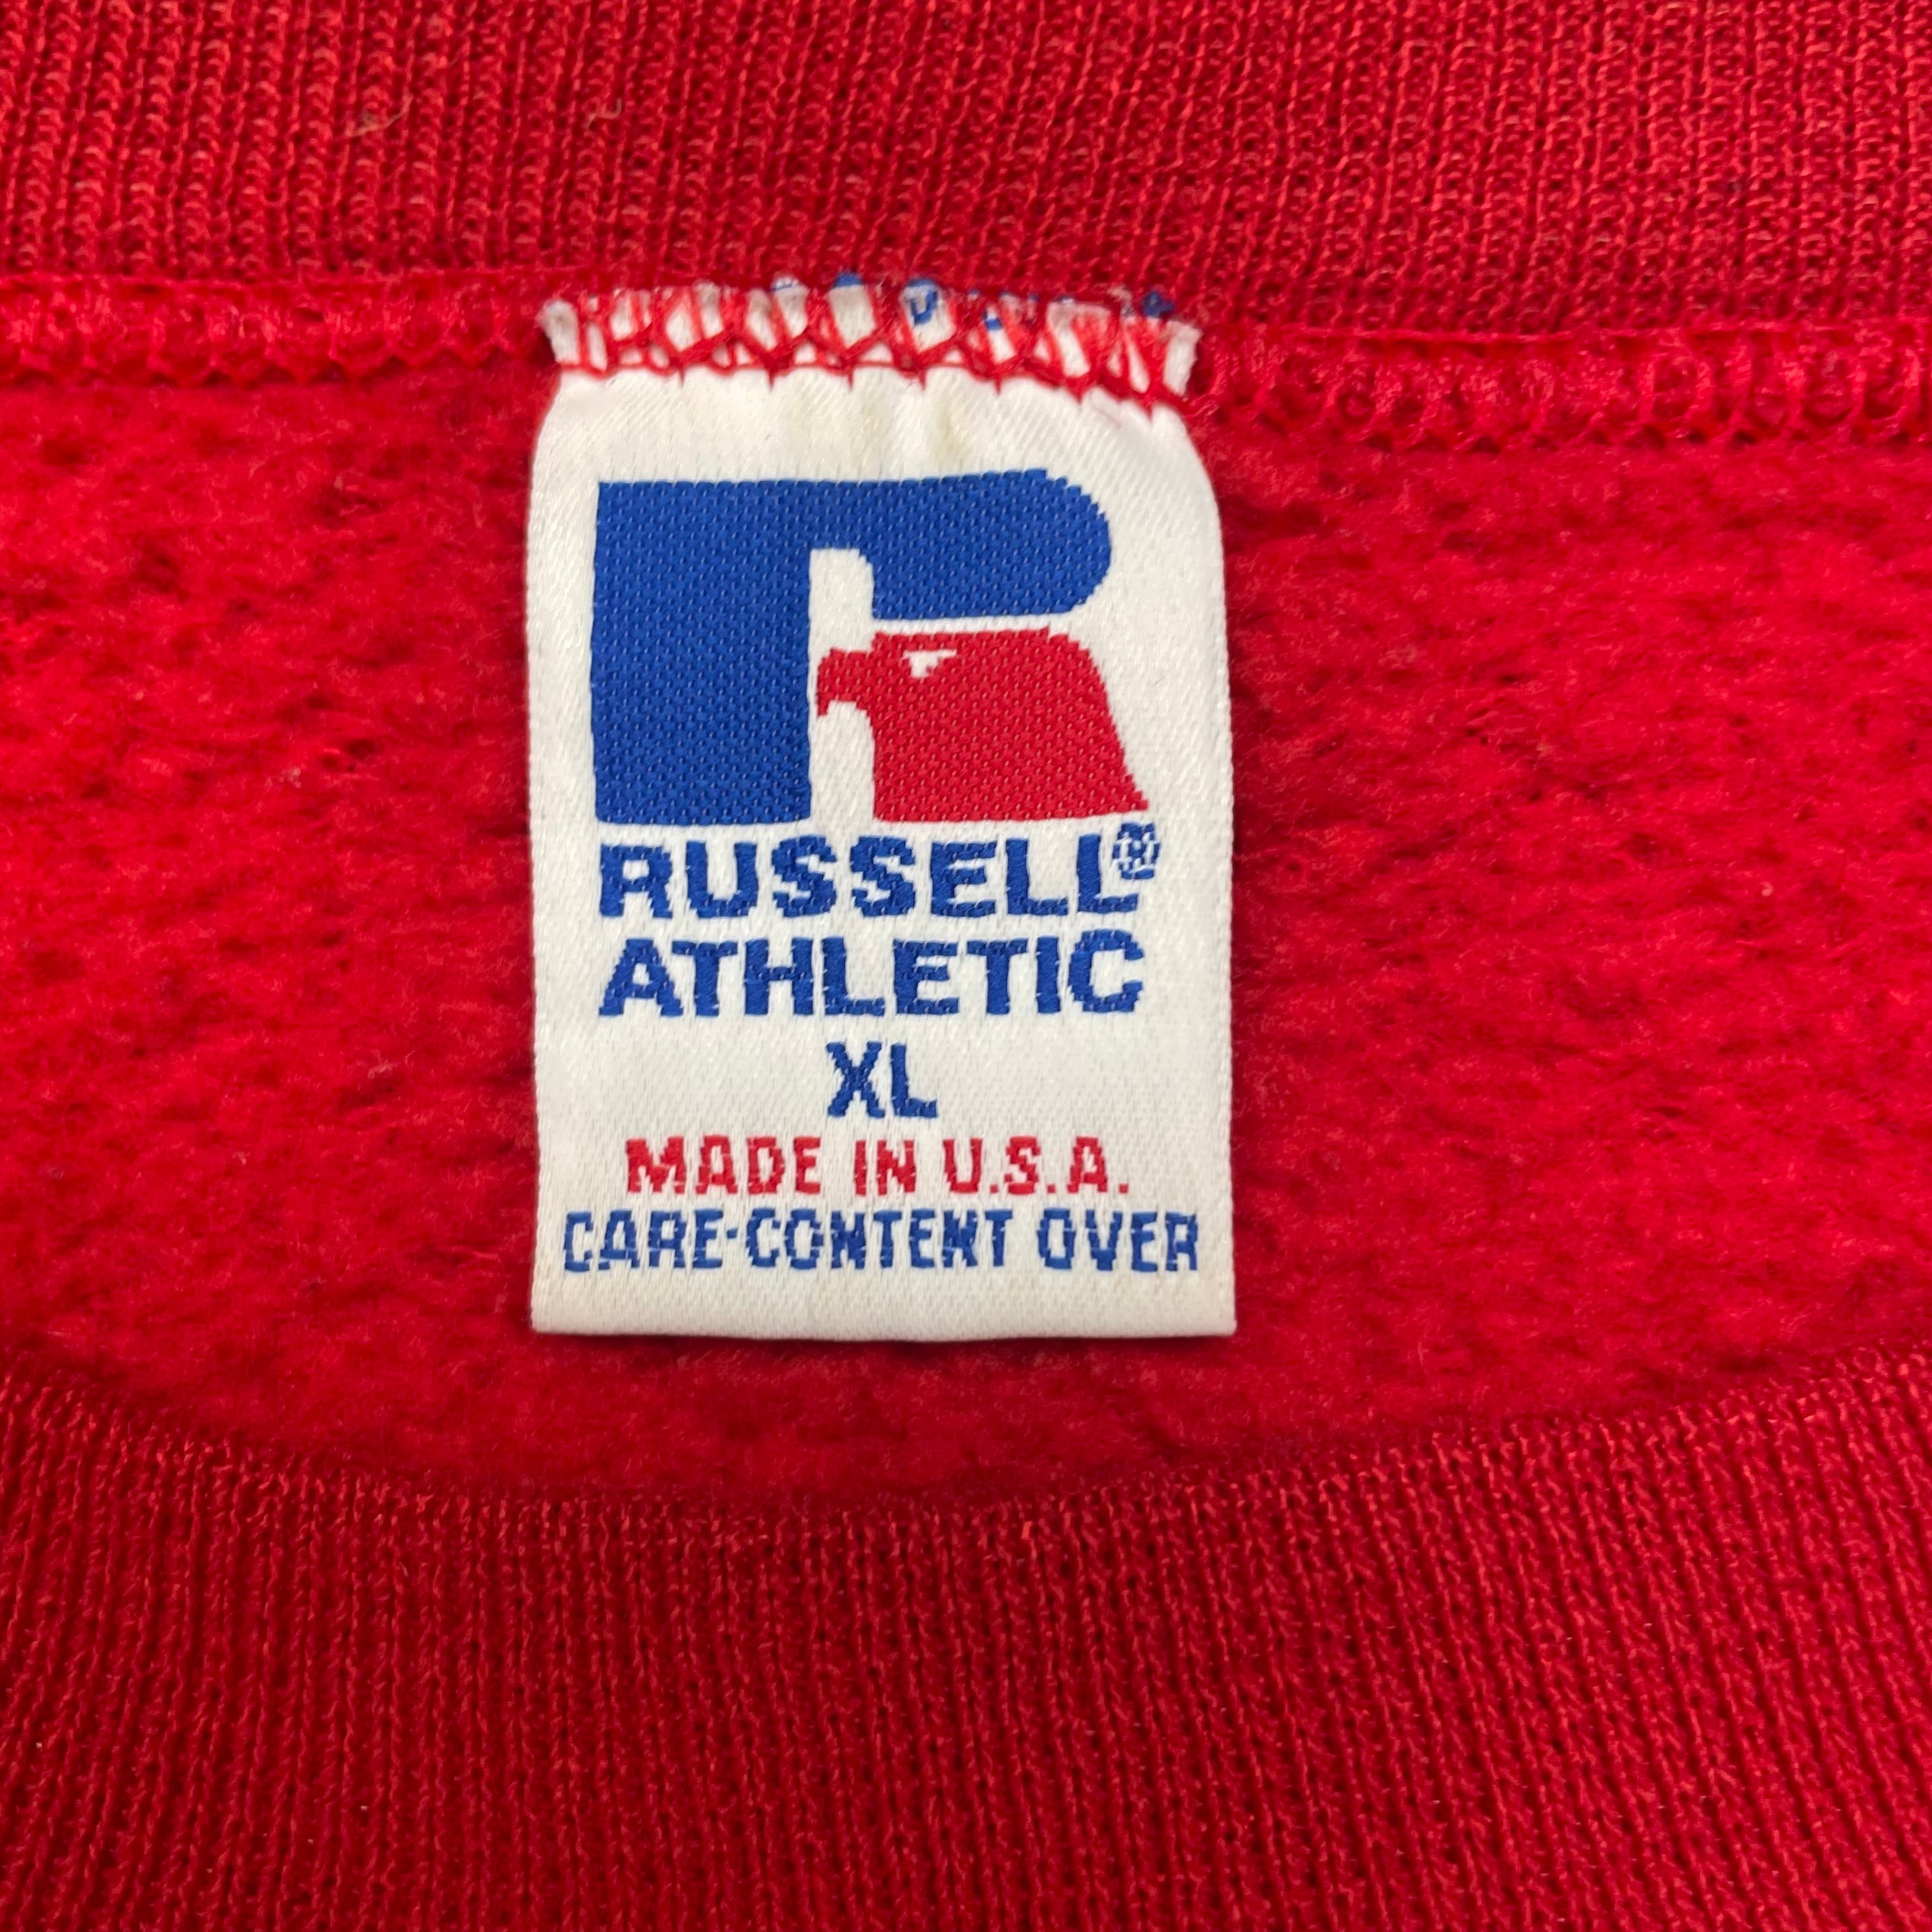 RUSSELL®
ATHLETIC
XL
MADE IN U.S.A.
CARE·CONTENT OVER